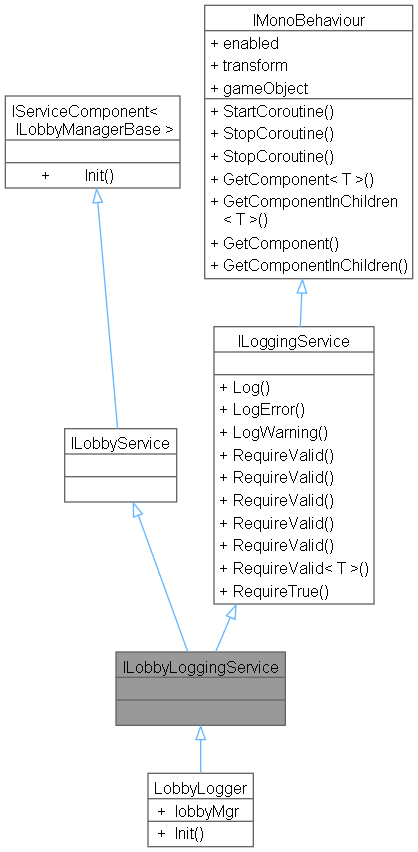 IMonoBehaviour
+ enabled
+ transform
+ gameObject
+ StartCoroutine()
+ StopCoroutine()
+ StopCoroutine()
+ GetComponent< T >()
+ GetComponentInChildren
< T >()
+ GetComponent()
+ GetComponentInChildren()
IServiceComponent<
ILobbyManagerBase >
+ Init()
ILoggingService
+ Log()
+ LogError()
+ LogWarning()
+ RequireValid()
+ RequireValid()
+ RequireValid()
+ RequireValid()
+ RequireValid()
+ RequireValid< T >()
+ RequireTrue()
ILobbyService
ILobbyLoggingService
LobbyLogger
+ lobbyMgr
+ Init()